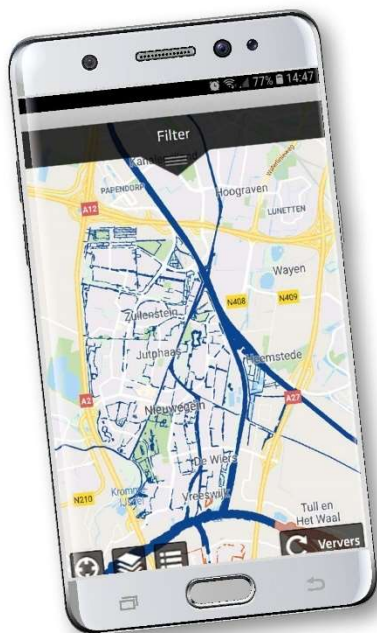 77% 14:47
Filter
Kana
PAPENDORP
Hoograven
LUNETTEN
A12
Wayen
N408
N409
Zuilenstein
Jutphaas
Heemstede
A2
A27
Nieuwegein
De Wiers
N210
Vreeswijk
Tull en
Het Waal
Ververs